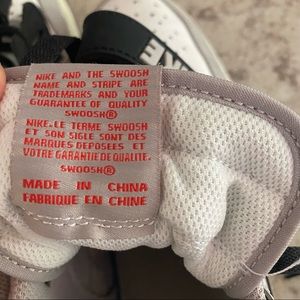 NIKE AND THE SWOOSH
NAME AND STRIPE ARE
TRADEMARKS AND YOUR
GUARANTEE OF QUALITY
SWOOSH®
NIKE, LE TERME SWOOSH
ET SON SIGLE SONT DES
MARQUES DEPOSEES ET
VOTRE GARANTIE DE QUALITE.
SWOOSH®
MADE IN CHINA
FABRIQUE EN CHINE